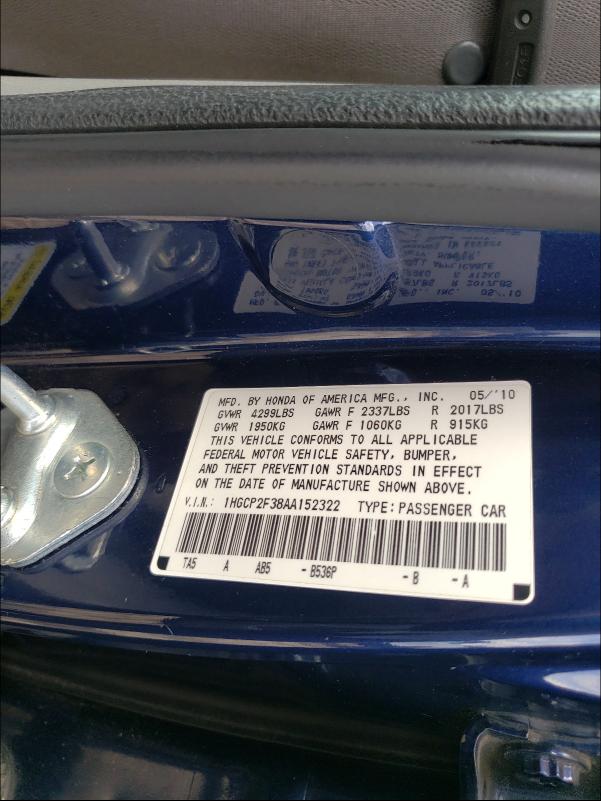 MFD. BY HONDA OF AMERICA MFG., INC. 05/'10
GVWR 4299LBS GAWR F 2337LBS R 2017LBS
GVWR 1950KG GAWR F 1060KG R 915KG
THIS VEHICLE CONFORMS TO ALL APPLICABLE
FEDERAL MOTOR VEHICLE SAFETY, BUMPER,
AND THEFT PREVENTION STANDARDS IN EFFECT
ON THE DATE OF MANUFACTURE SHOWN ABOVE.
V.I.N.: 1HGCP2F38AA152322 TYPE: PASSENGER CAR
TA5 A AB5 -B536P -B -A